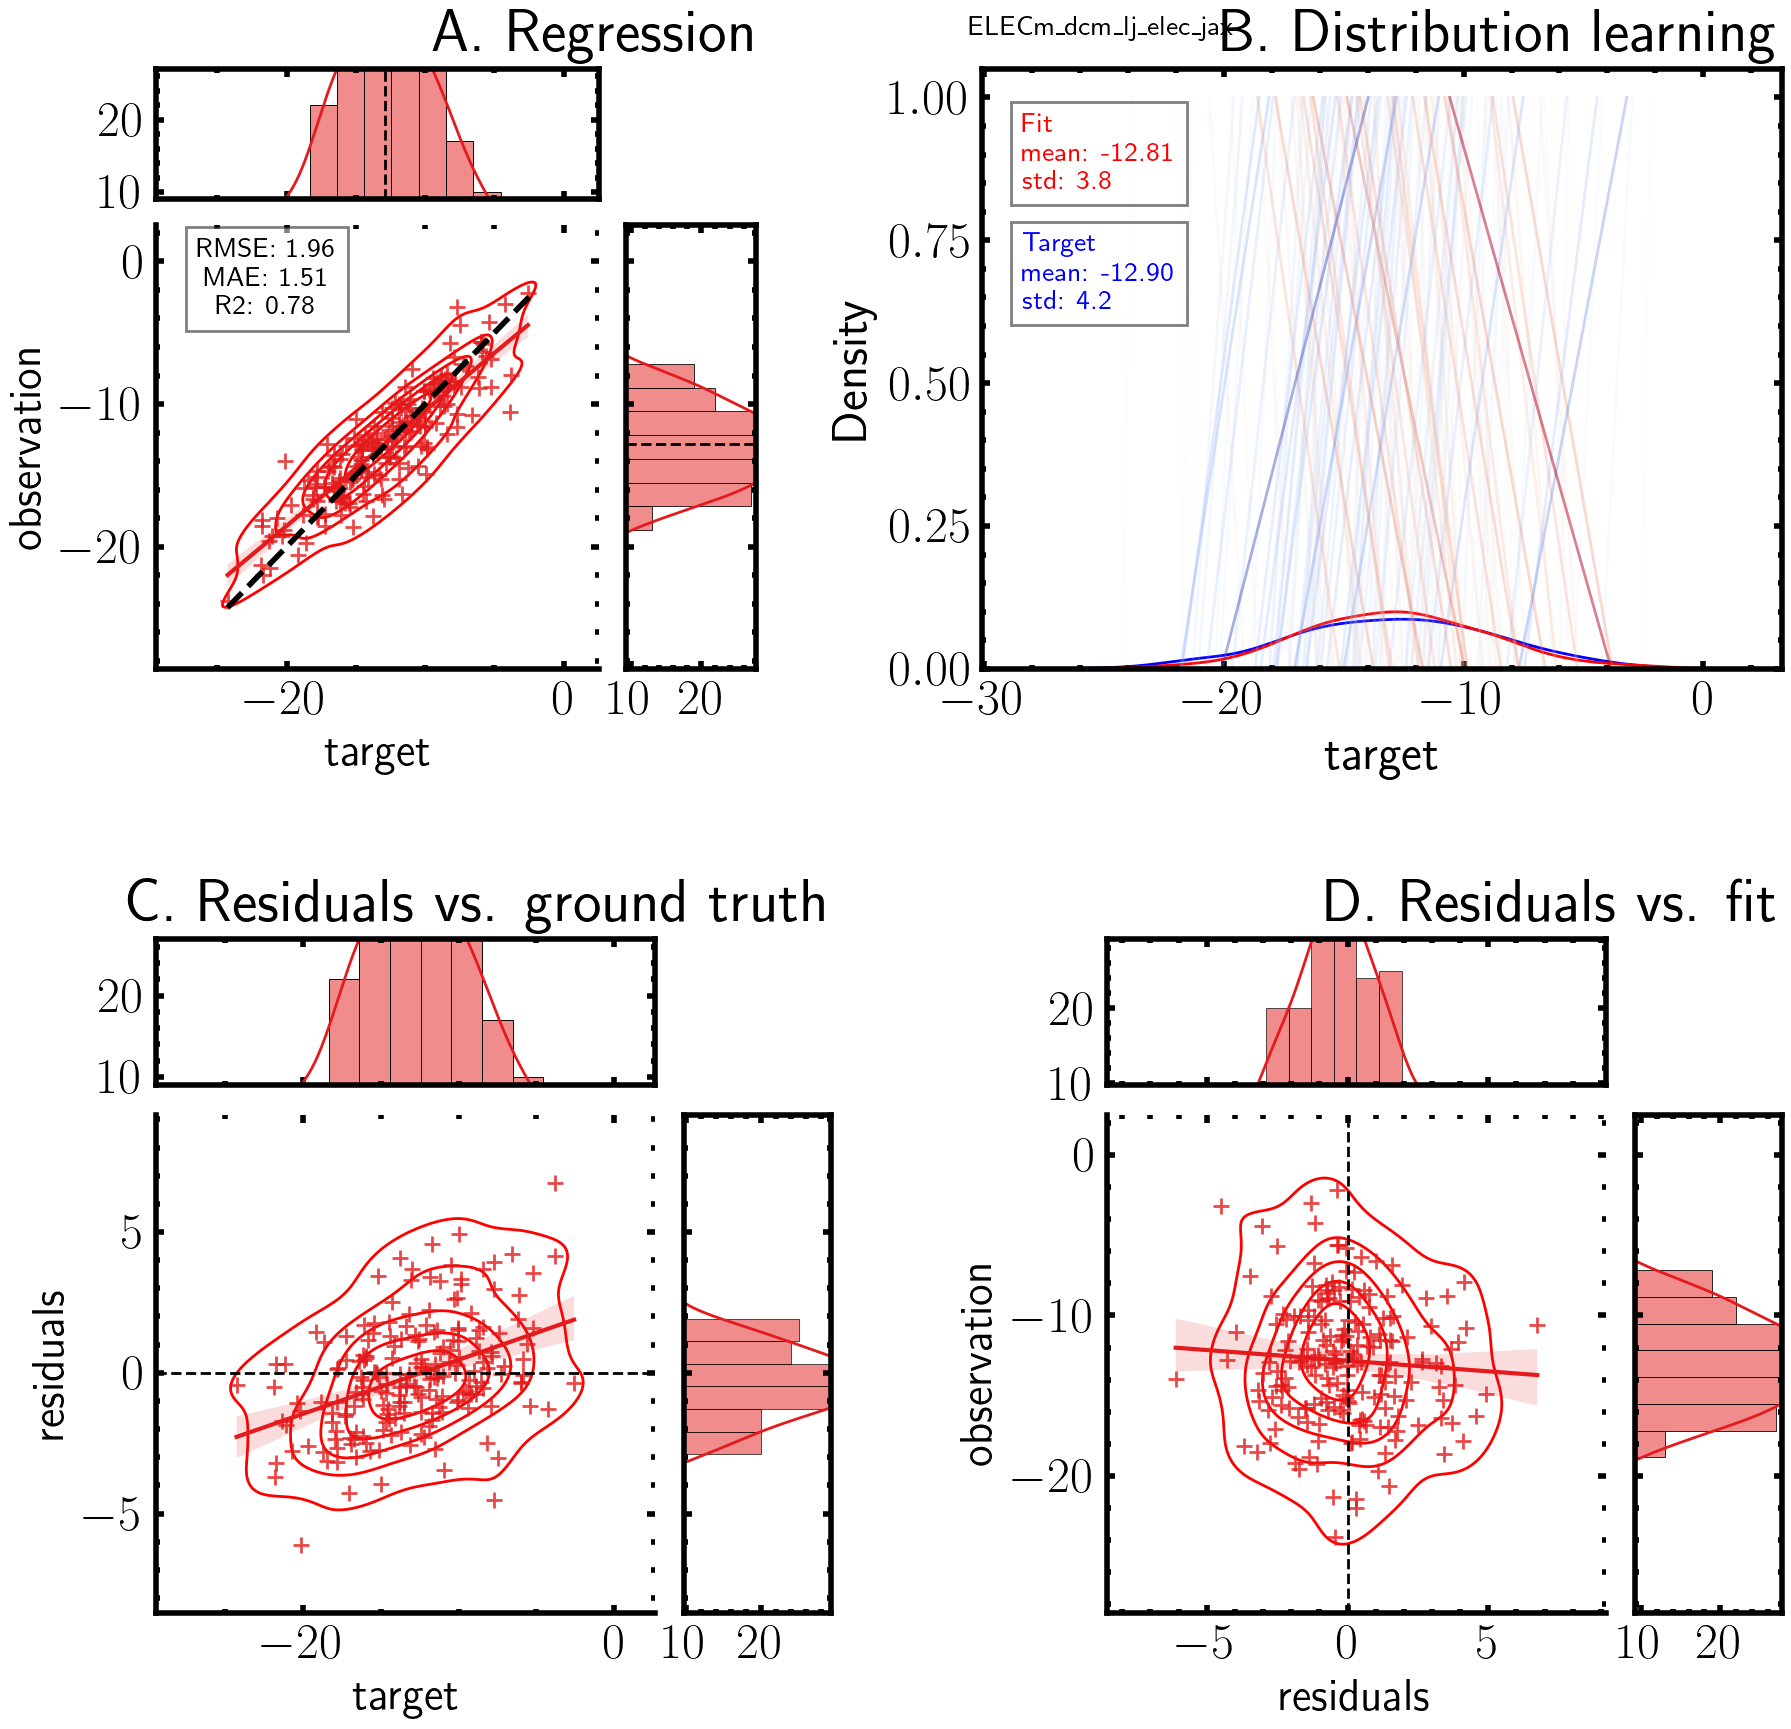 A. Regression
20
10
RMSE: 1.96
MAE: 1.51
R2: 0.78
0
−10
−20
observation
−20
0
10
20
target
ELECm_dcm_lj_elec_jax
B. Distribution learning
1.00
0.75
0.50
0.25
0.00
Density
Fit
mean: -12.81
std: 3.8
Target
mean: -12.90
std: 4.2
−30
−20
−10
0
target
C. Residuals vs. ground truth
20
10
5
0
−5
residuals
−20
0
10
20
target
D. Residuals vs. fit
20
10
0
−10
−20
observation
−5
0
5
10
20
residuals